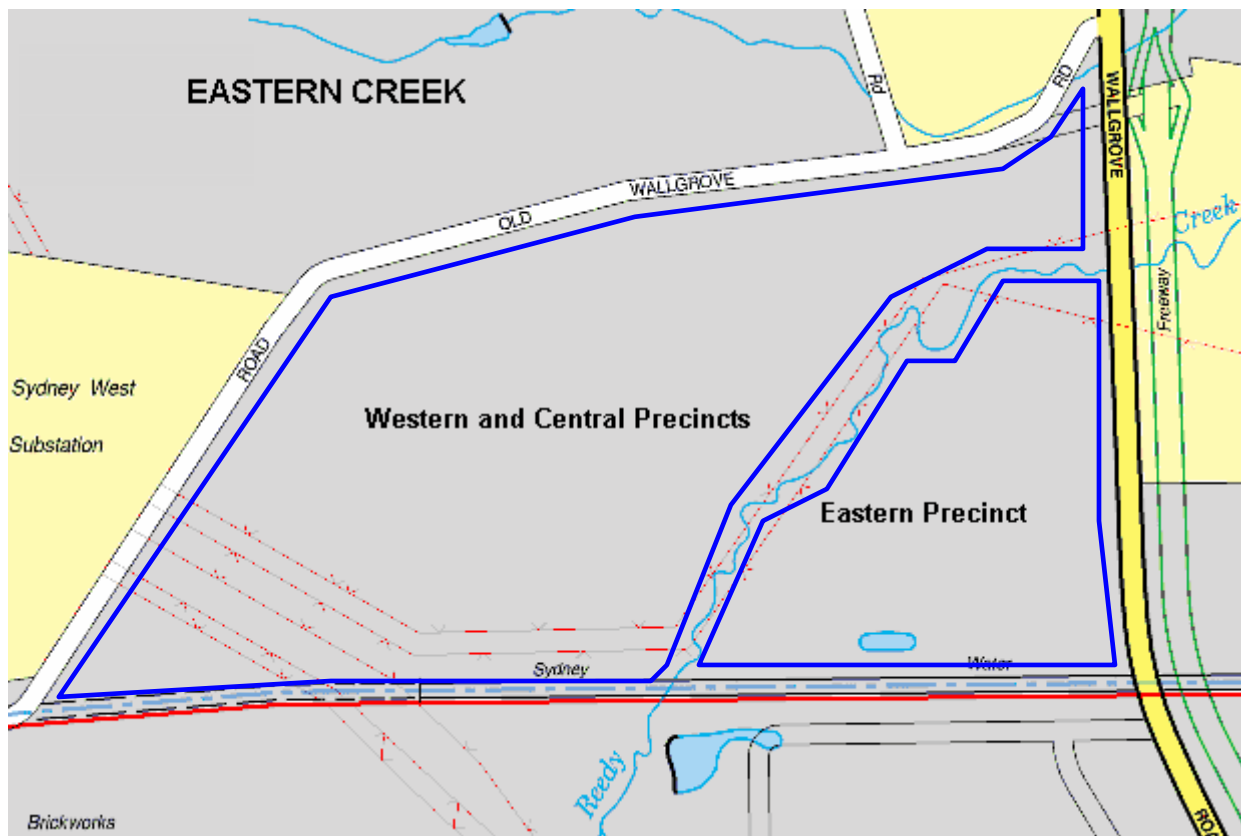 EASTERN CREEK
Rd
RD
WALLGROVE
OLD
WALLGROVE
Creek
ROAD
Freeway
Sydney West
Substation
Western and Central Precincts
Eastern Precinct
Sydney
Water
Reedy
Brickworks